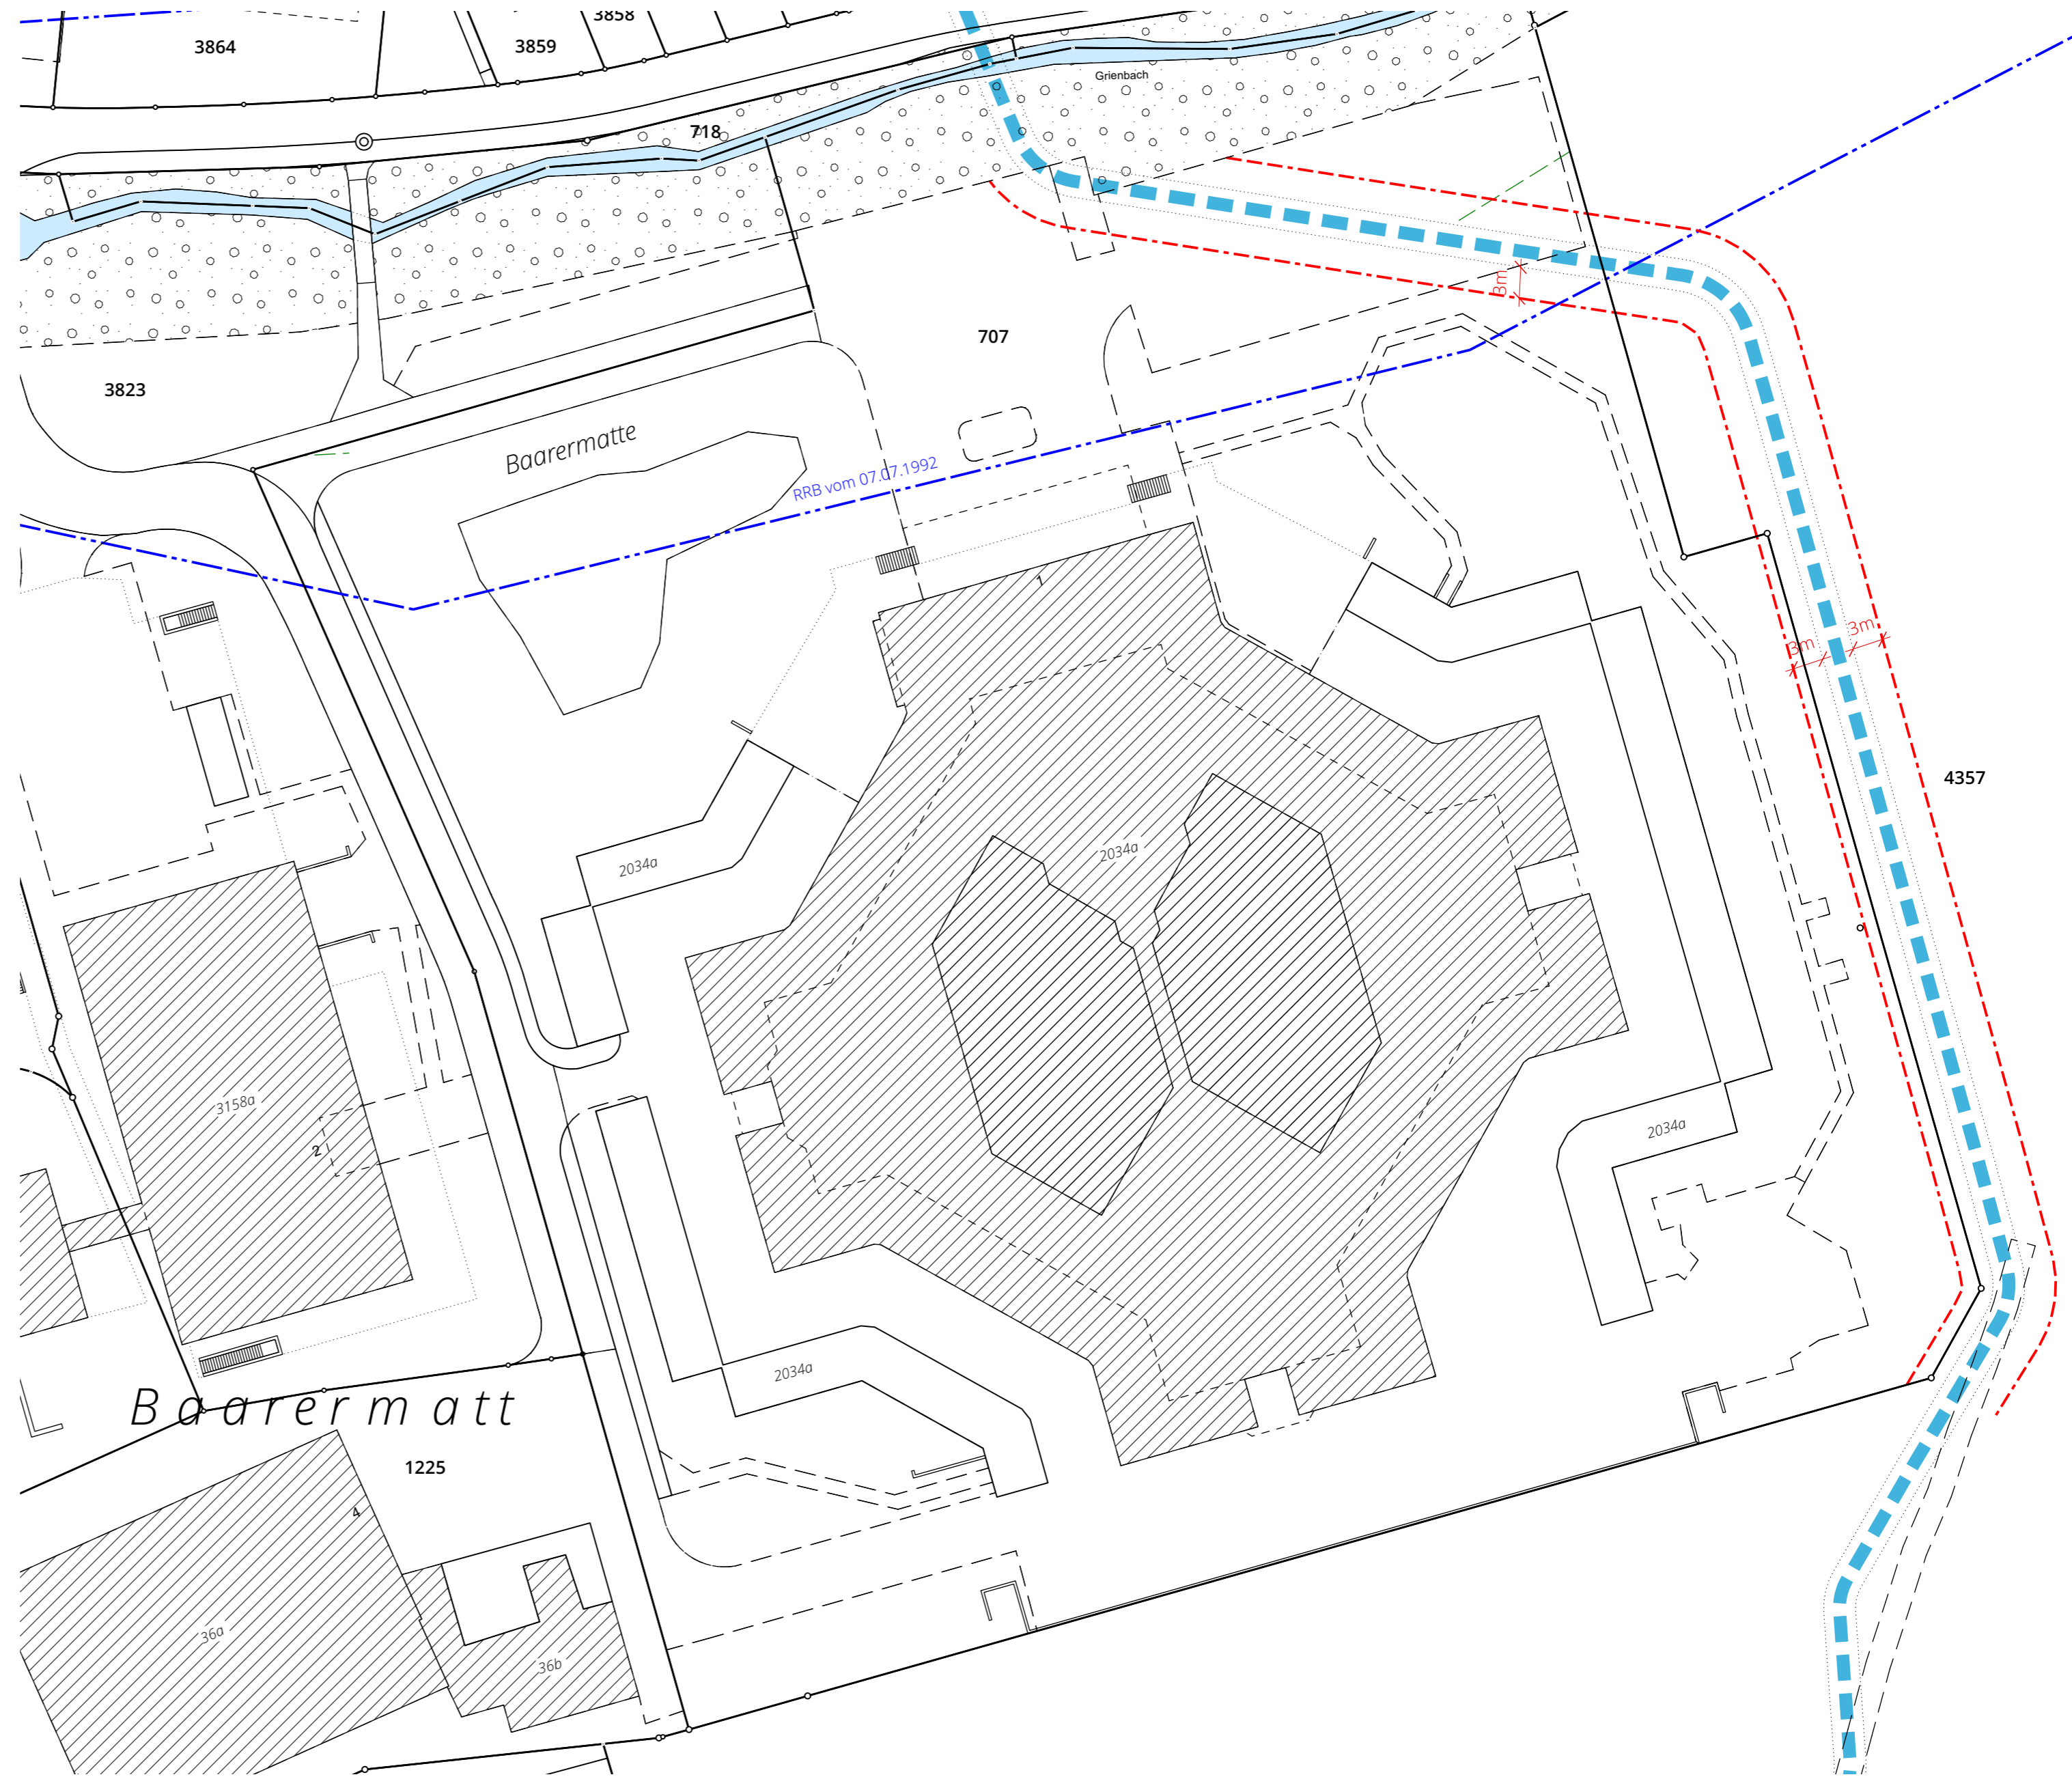 3858
3864
3859
Grienbach
718
3m
707
3823
Baarermatte
RRB vom 07.07.1992
1
3m
3m
4357
2034a
2034a
3158a
2
2034a
2034a
Baarermatt
1225
4
36a
36b